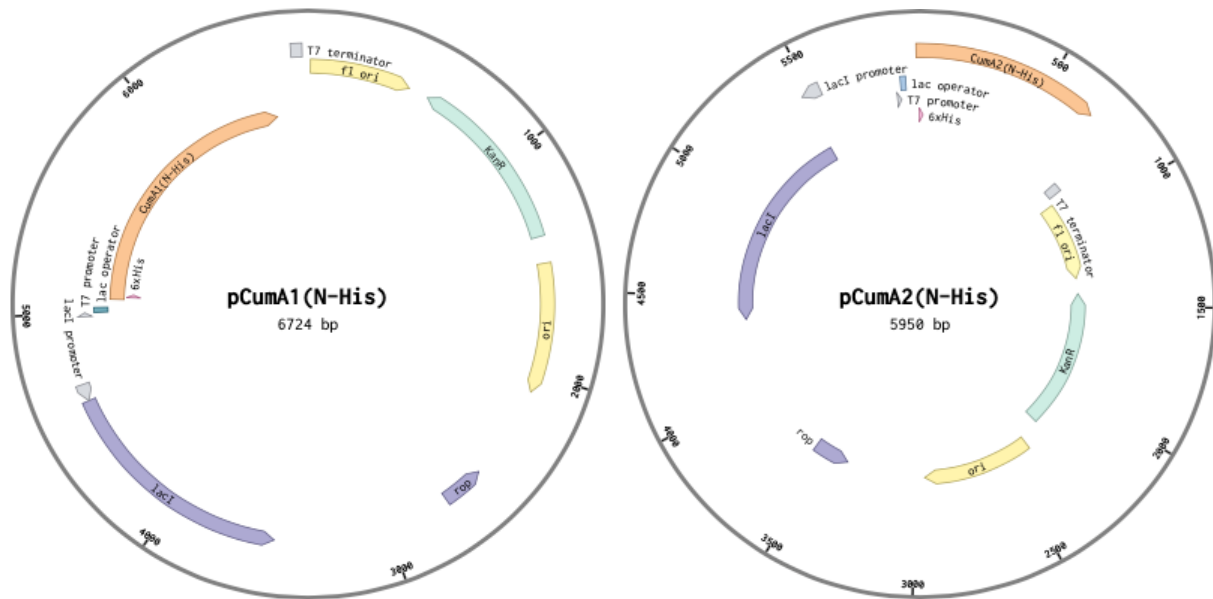 T7 terminator
f1 ori
6000
KanR
1000
CumA1(N-His)
T7 promoter
lac operator
6xHis
pCumA1(N-His)
6724 bp
5000
lacI promoter
ori
2000
lacI
rop
4000
3000
5500
lacI promoter
CumA2(N-His)
500
lac operator
T7 promoter
6xHis
5000
1000
lacI
T7 terminator
f1 ori
pCumA2(N-His)
5950 bp
4500
1500
KanR
4000
rop
ori
2000
3500
2500
3000